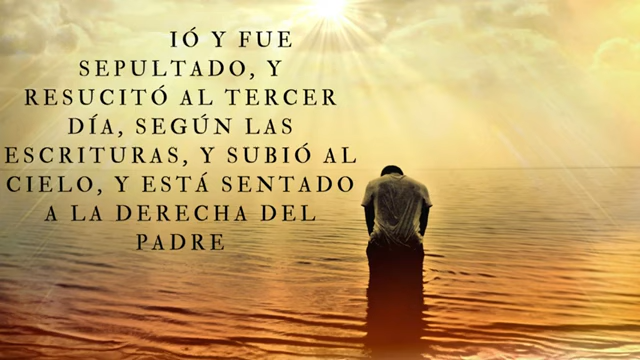 IÓ Y FUE
SEPULTADO, Y
RESUCITÓ AL TERCER
DÍA, SEGÚN LAS
ESCRITURAS, Y SUBIÓ AL
CIELO, Y ESTÁ SENTADO
A LA DERECHA DEL
PADRE